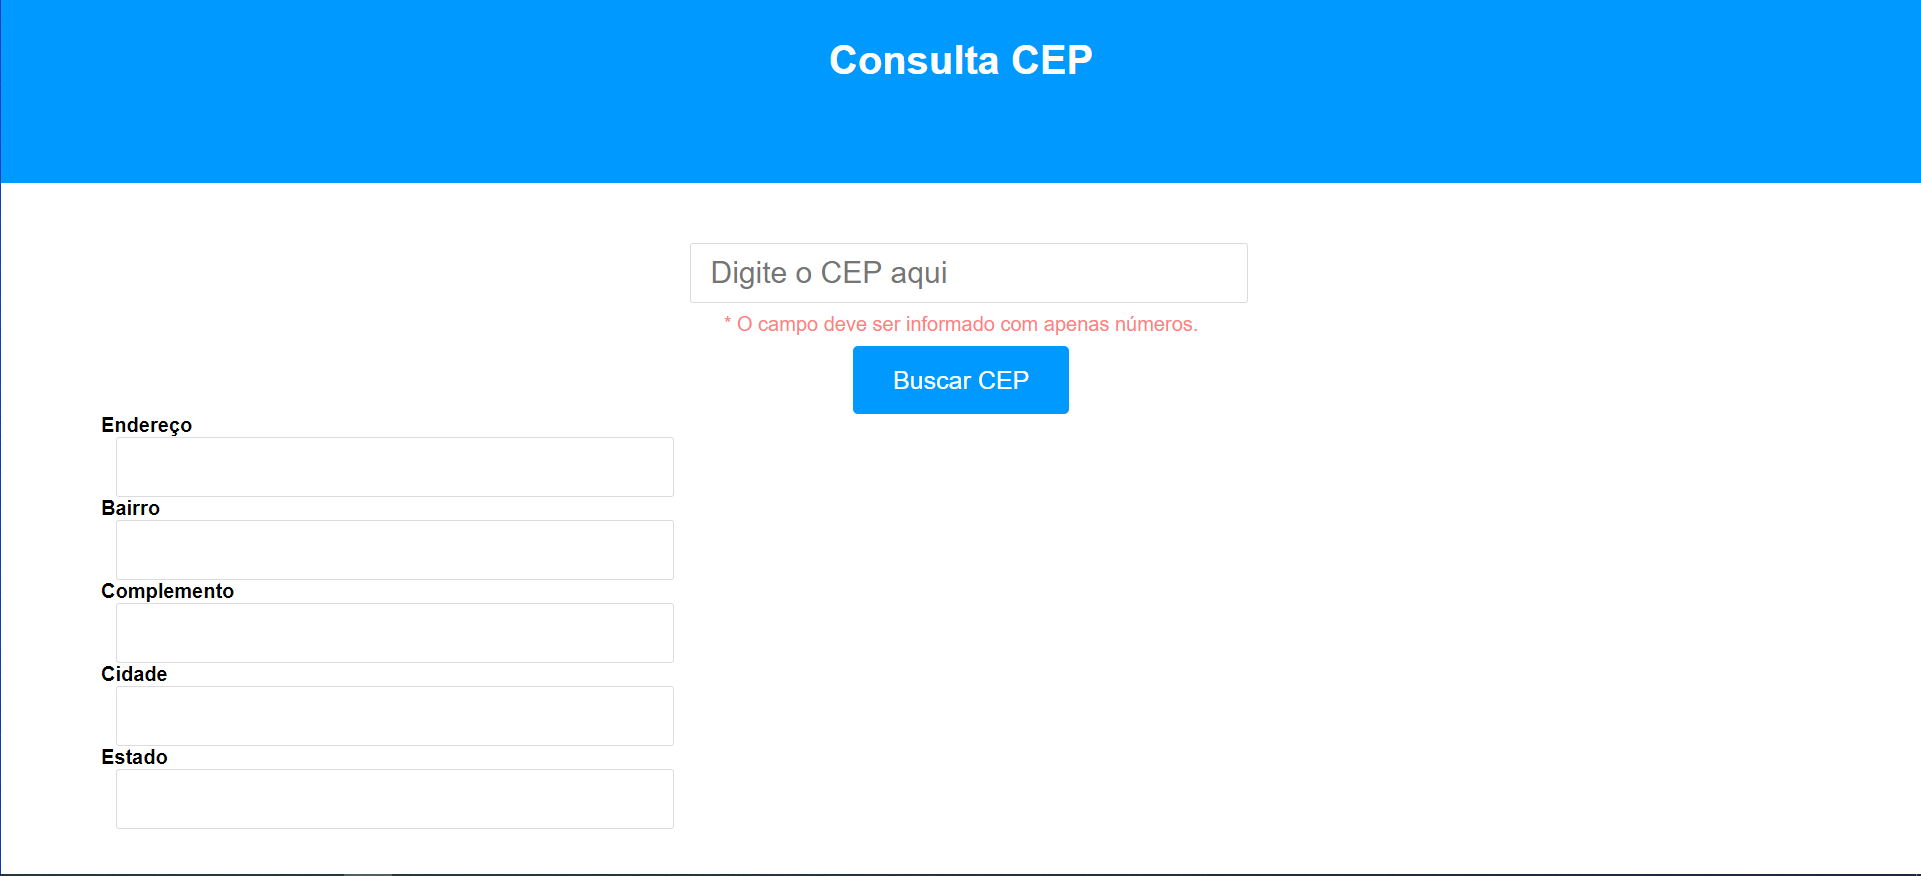 Consulta CEP
Digite o CEP aqui
* O campo deve ser informado com apenas números.
Buscar CEP
Endereço
Bairro
Complemento
Cidade
Estado